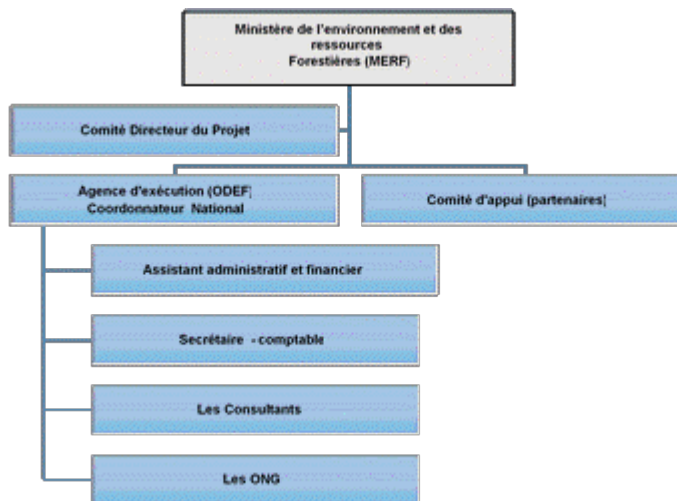 Ministère de l'environnement et des
ressources
Forestières (MERF)
Comité Directeur du Projet
Agence d'exécution (ODEF)
Coordonnateur National
Comité d'appui (partenaires)
Assistant administratif et financier
Secrétaire - comptable
Les Consultants
Les ONG